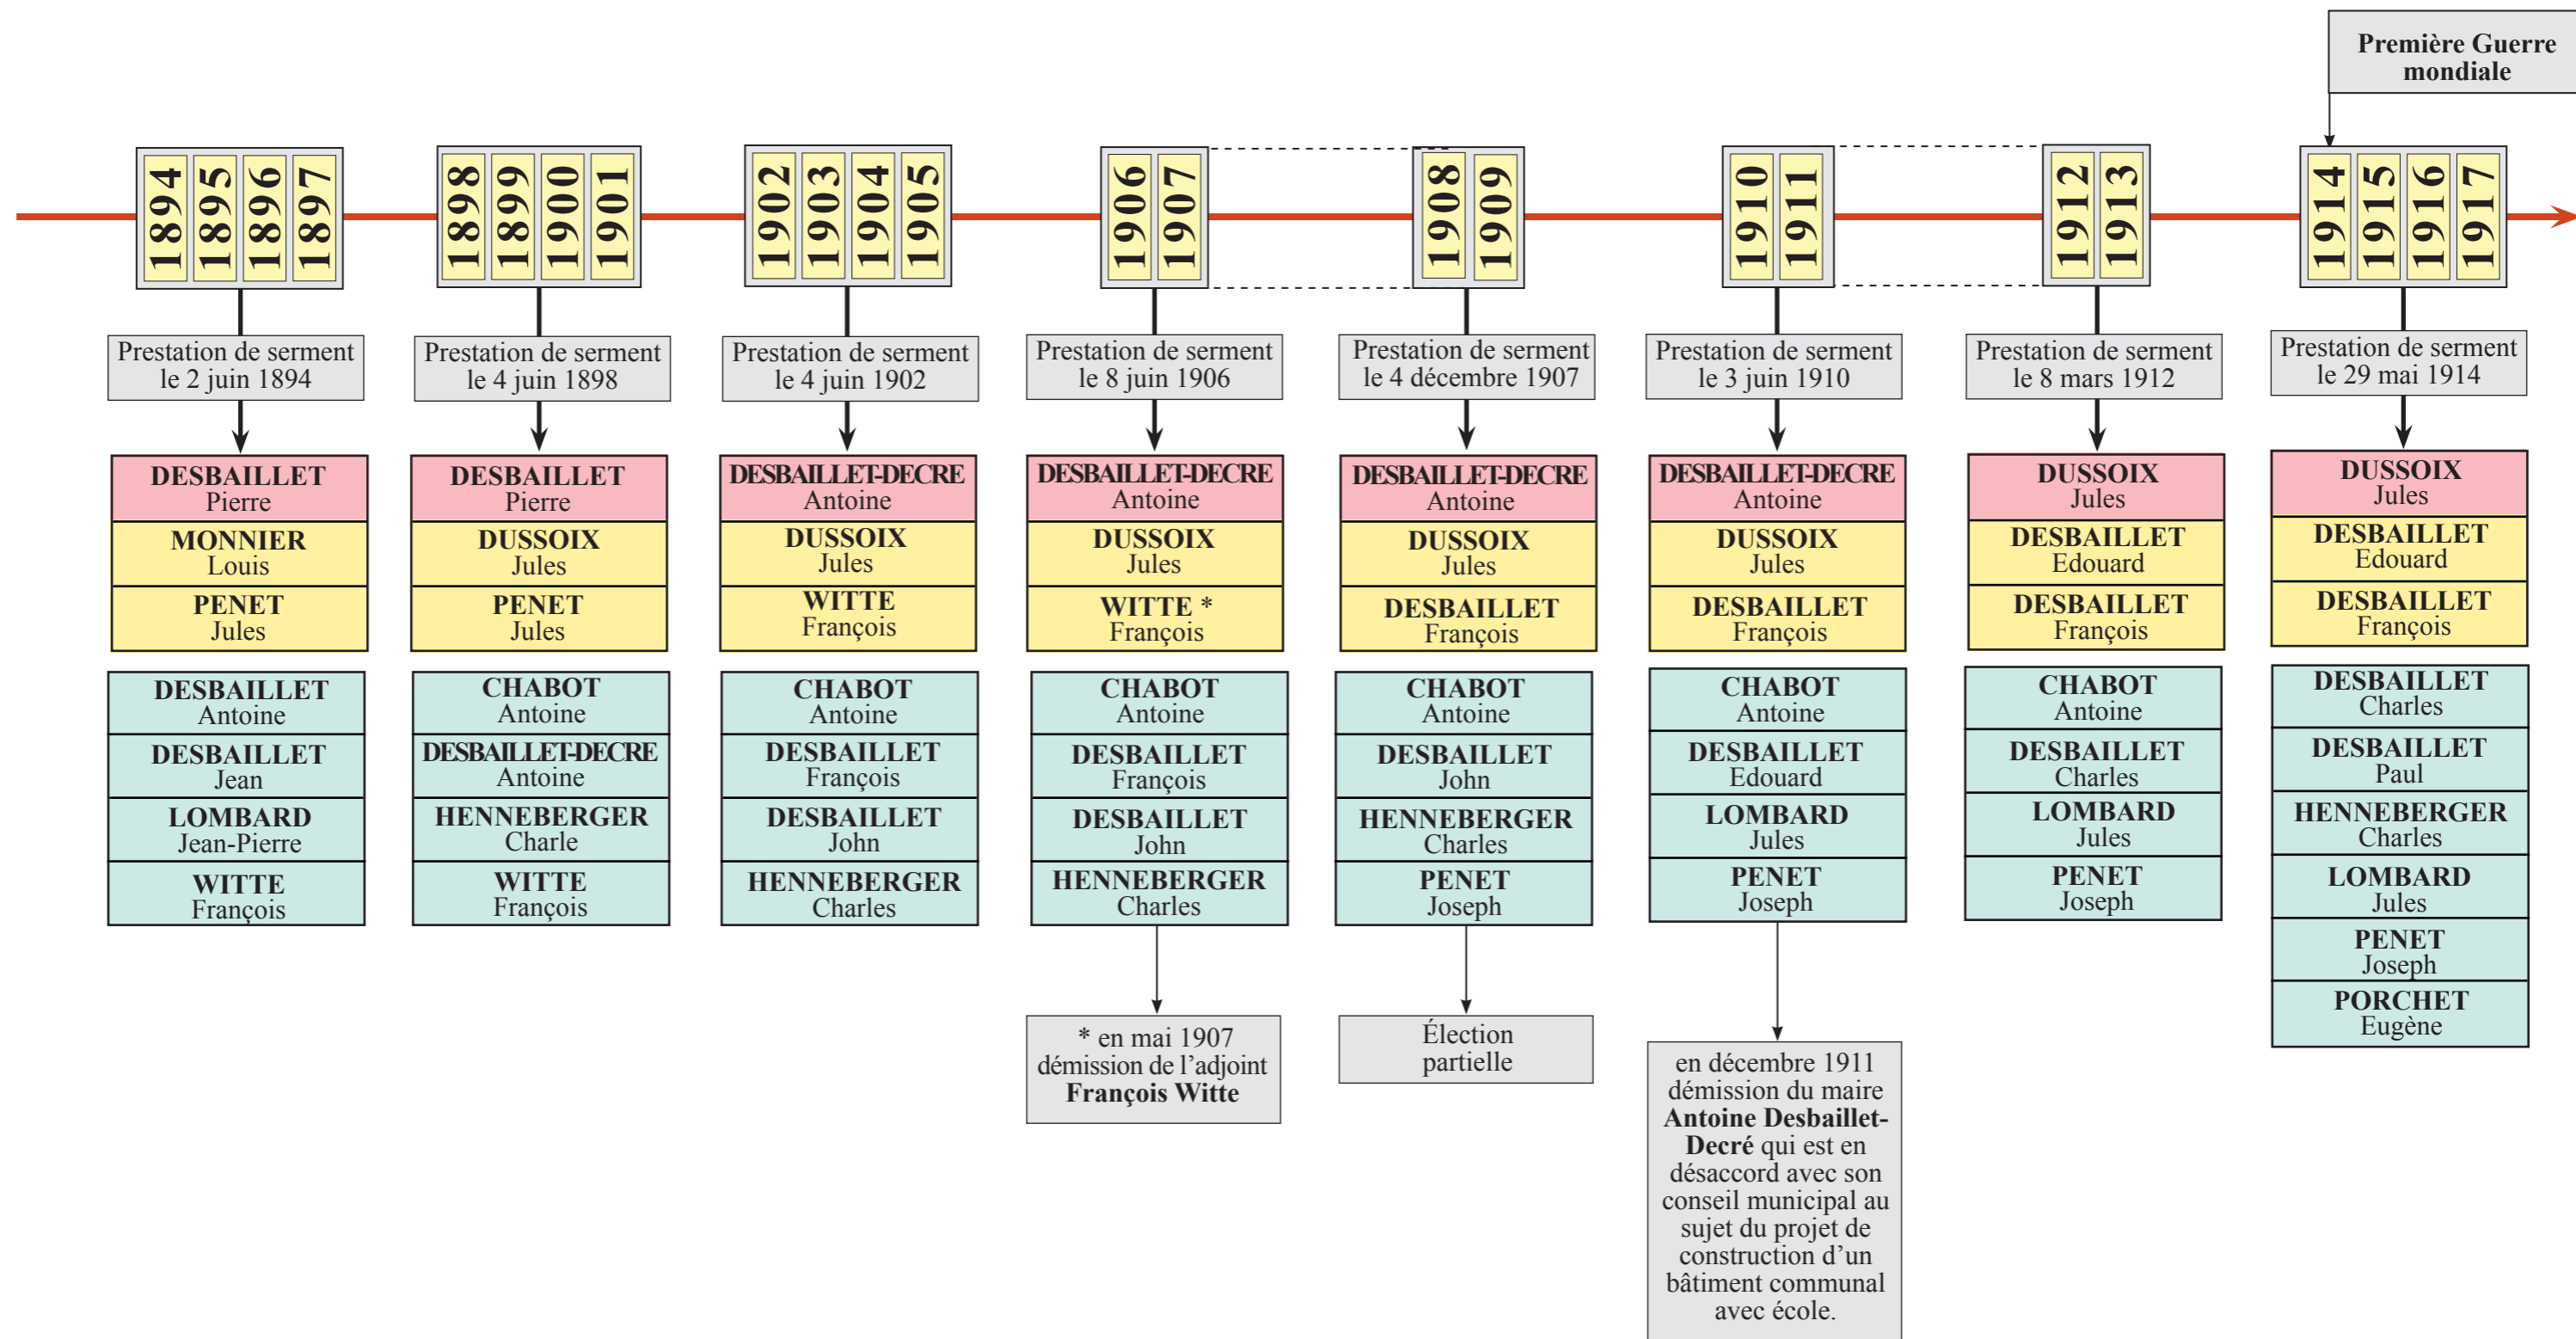 Première Guerre
mondiale
1894
1895
1896
1897
1898
1899
1900
1901
1902
1903
1904
1905
1906
1907
1908
1909
1910
1911
1912
1913
1914
1915
1916
1917
Prestation de serment
le 2 juin 1894
DESBAILLET
Pierre
MONNIER
Louis
PENET
Jules
DESBAILLET
Antoine
DESBAILLET
Jean
LOMBARD
Jean-Pierre
WITTE
François
Prestation de serment
le 4 juin 1898
DESBAILLET
Pierre
DUSSOIX
Jules
PENET
Jules
CHABOT
Antoine
DESBAILLET-DECRE
Antoine
HENNEBERGER
Charle
WITTE
François
Prestation de serment
le 4 juin 1902
DESBAILLET-DECRE
Antoine
DUSSOIX
Jules
WITTE
François
CHABOT
Antoine
DESBAILLET
François
DESBAILLET
John
HENNEBERGER
Charles
Prestation de serment
le 8 juin 1906
DESBAILLET-DECRE
Antoine
DUSSOIX
Jules
WITTE *
François
CHABOT
Antoine
DESBAILLET
François
DESBAILLET
John
HENNEBERGER
Charles
* en mai 1907
démission de l’adjoint
François Witte
Prestation de serment
le 4 décembre 1907
DESBAILLET-DECRE
Antoine
DUSSOIX
Jules
DESBAILLET
François
CHABOT
Antoine
DESBAILLET
John
HENNEBERGER
Charles
PENET
Joseph
Élection
partielle
Prestation de serment
le 3 juin 1910
DESBAILLET-DECRE
Antoine
DUSSOIX
Jules
DESBAILLET
François
CHABOT
Antoine
DESBAILLET
Edouard
LOMBARD
Jules
PENET
Joseph
en décembre 1911
démission du maire
Antoine Desbaillet-
Decré qui est en
désaccord avec son
conseil municipal au
sujet du projet de
construction d’un
bâtiment communal
avec école.
Prestation de serment
le 8 mars 1912
DUSSOIX
Jules
DESBAILLET
Edouard
DESBAILLET
François
CHABOT
Antoine
DESBAILLET
Charles
LOMBARD
Jules
PENET
Joseph
Prestation de serment
le 29 mai 1914
DUSSOIX
Jules
DESBAILLET
Edouard
DESBAILLET
François
DESBAILLET
Charles
DESBAILLET
Paul
HENNEBERGER
Charles
LOMBARD
Jules
PENET
Joseph
PORCHET
Eugène